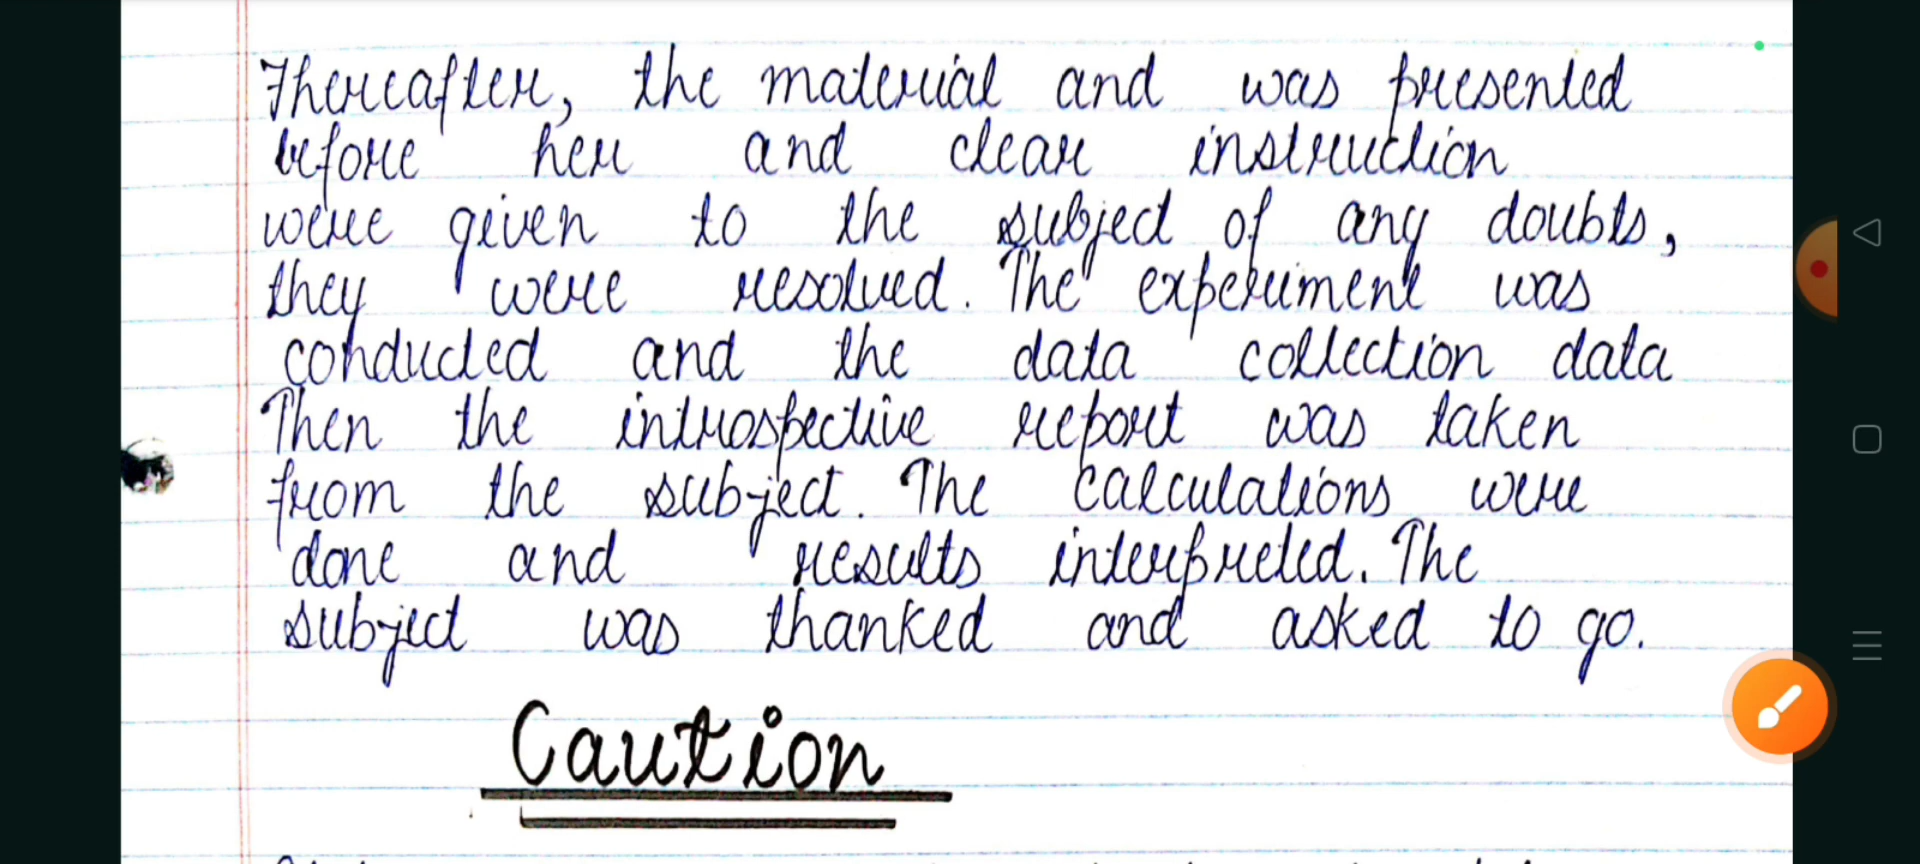 Thereafter, the material and was presented
before her and clear instruction
were given to the subject of any doubts,
they were resolved. The experiment was
conducted and the data collection data
Then the introspective report was taken
from the subject. The calculations were
done and results interpreted. The
subject was thanked and asked to go.
Caution